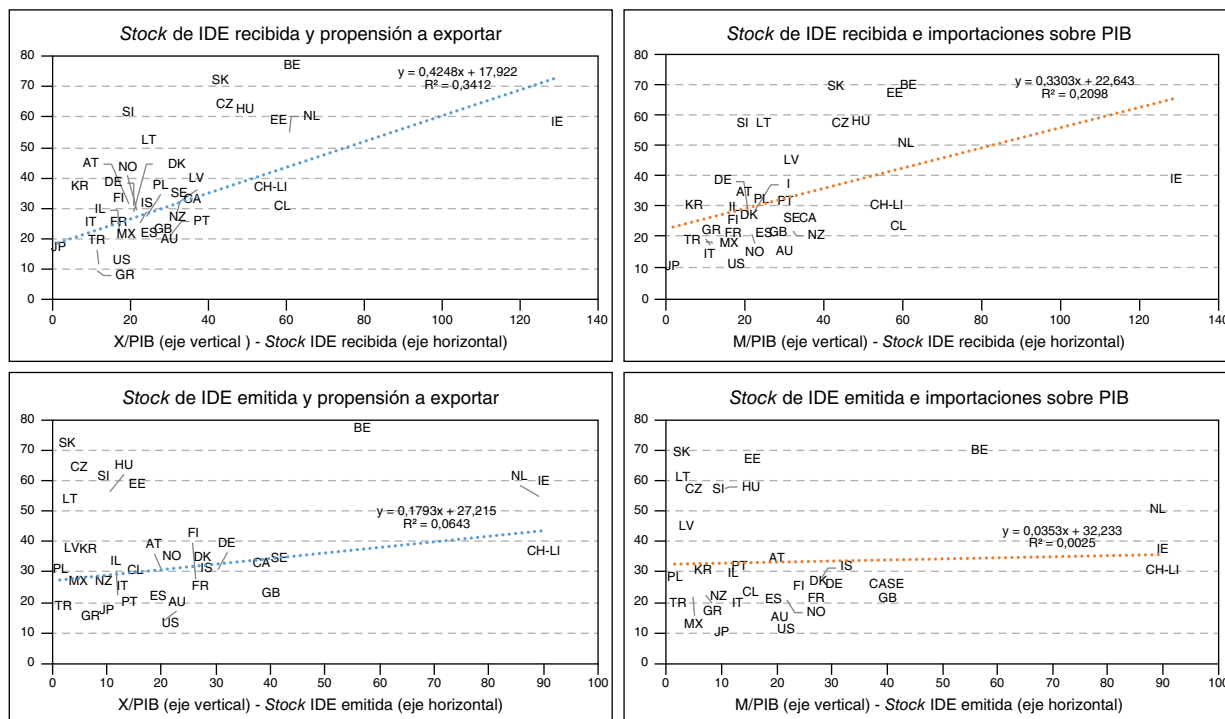 Stock de IDE recibida y propensión a exportar
80
70
60
50
40
30
20
10
0
BE
SK
y = 0,4248x + 17,922
R² = 0,3412
CZ
HU
SI
EE
NL
IE
LT
AT
NO
DK
KR
DE
PL
LV
CH-LI
FI
IS
SE
CA
IL
CL
IT
FR
NZ
PT
MX
ES
GB
AU
TR
JP
US
GR
0 20 40 60 80 100 120 140
X/PIB (eje vertical ) - Stock IDE recibida (eje horizontal)
Stock de IDE recibida e importaciones sobre PIB
80
70
60
50
40
30
20
10
0
SK
BE
EE
y = 0,3303x + 22,643
R² = 0,2098
SI
LT
CZ
HU
NL
LV
DE
I
IE
AT
PL
PT
KR
IL
CH-LI
DK
FI
SE
CA
CL
GR
FR
ES
GB
NZ
TR
MX
IT
NO
AU
JP
US
0 20 40 60 80 100 120 140
M/PIB (eje vertical) - Stock IDE recibida (eje horizontal)
Stock de IDE emitida y propensión a exportar
80
70
60
50
40
30
20
10
0
BE
SK
CZ
HU
SI
EE
NL
IE
LT
y = 0,1793x + 27,215
R² = 0,0643
FI
LV
KR
AT
DE
NO
DK
SE
CH-LI
IL
PL
CL
IS
CA
MX
NZ
IT
FR
GB
TR
PT
ES
AU
JP
GR
US
0 10 20 30 40 50 60 70 80 90 100
X/PIB (eje vertical) - Stock IDE emitida (eje horizontal)
Stock de IDE emitida e importaciones sobre PIB
80
70
60
50
40
30
20
10
0
SK
BE
EE
LT
CZ
SI
HU
NL
LV
y = 0,0353x + 32,233
R² = 0,0025
IE
AT
PT
IS
KR
IL
CH-LI
PL
DK
FI
DE
CA
SE
NZ
CL
TR
IT
ES
FR
GB
GR
NO
AU
MX
JP
US
0 10 20 30 40 50 60 70 80 90 100
M/PIB (eje vertical) - Stock IDE emitida (eje horizontal)